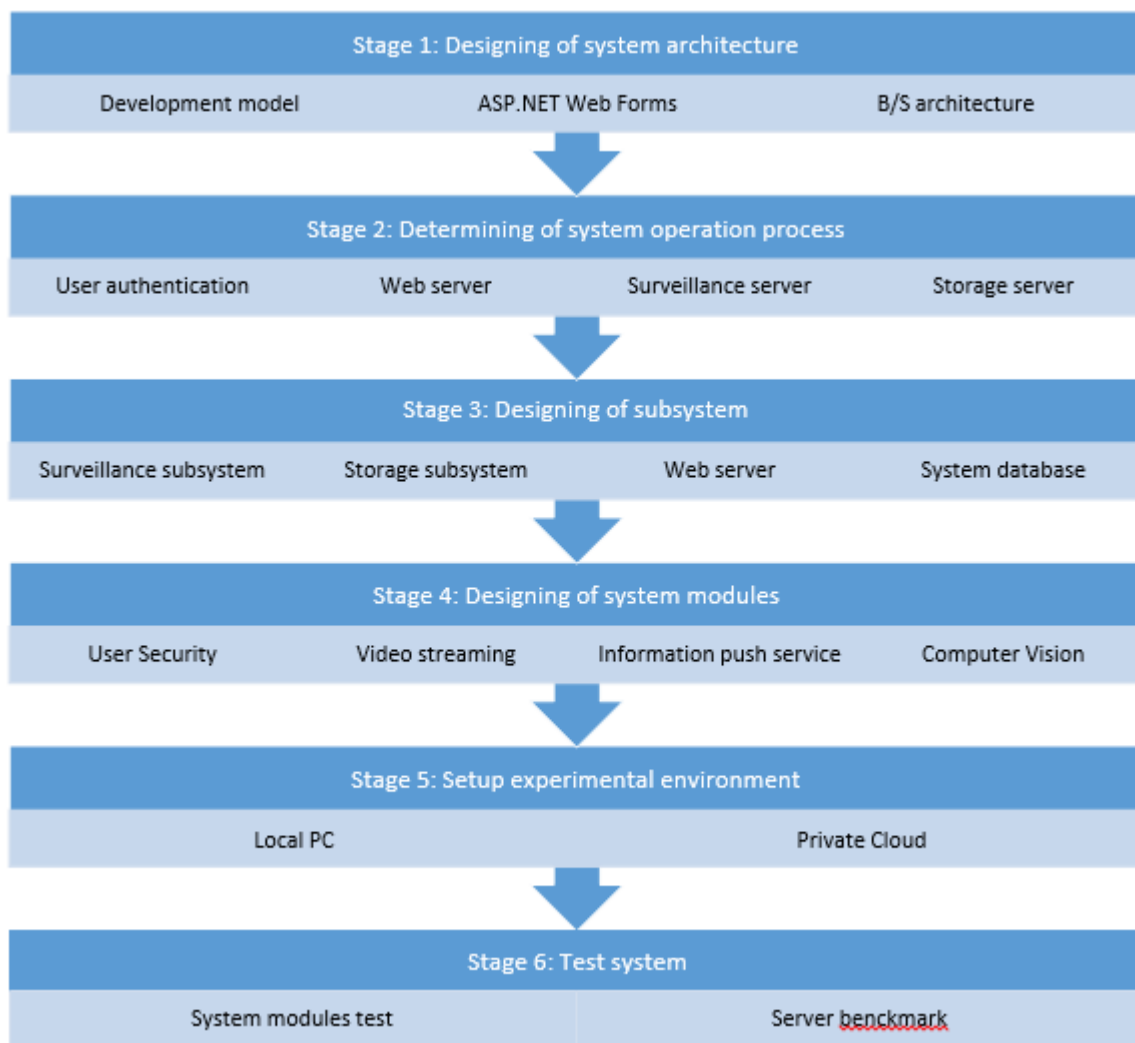 Stage 1: Designing of system architecture
Development model ASP.NET Web Forms B/S architecture
Stage 2: Determining of system operation process
User authentication Web server Surveillance server Storage server
Stage 3: Designing of subsystem
Surveillance subsystem Storage subsystem Web server System database
Stage 4: Designing of system modules
User Security Video streaming Information push service Computer Vision
Stage 5: Setup experimental environment
Local PC Private Cloud
Stage 6: Test system
System modules test Server benckmark